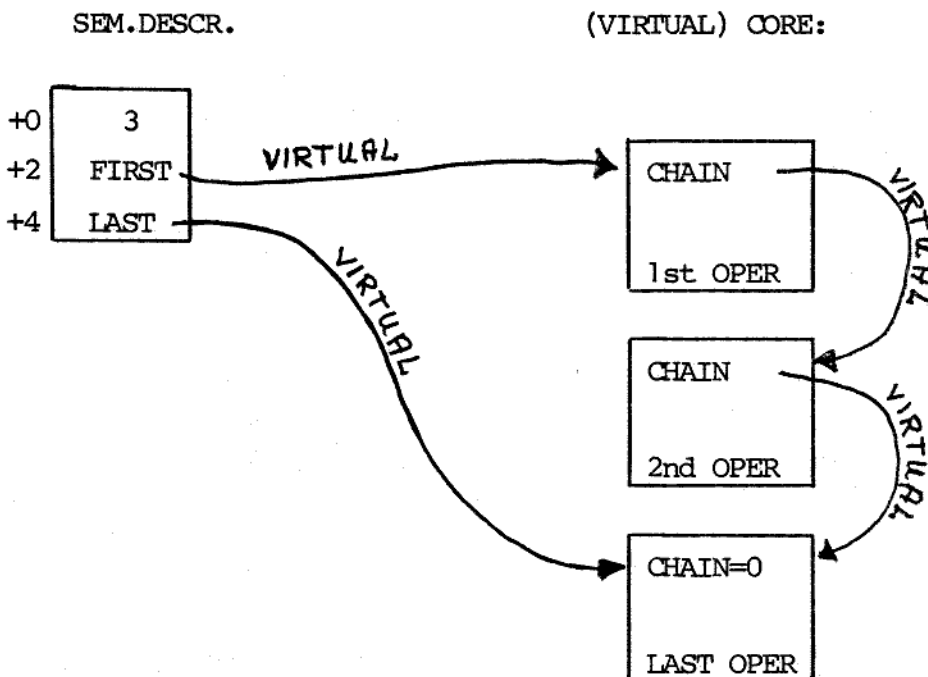 SEM.DESCR.
(VIRTUAL) CORE:
+0 3
+2 FIRST
+4 LAST
VIRTUAL
VIRTUAL
CHAIN
1st OPER
VIRTUAL
CHAIN
2nd OPER
VIRTUAL
CHAIN=0
LAST OPER